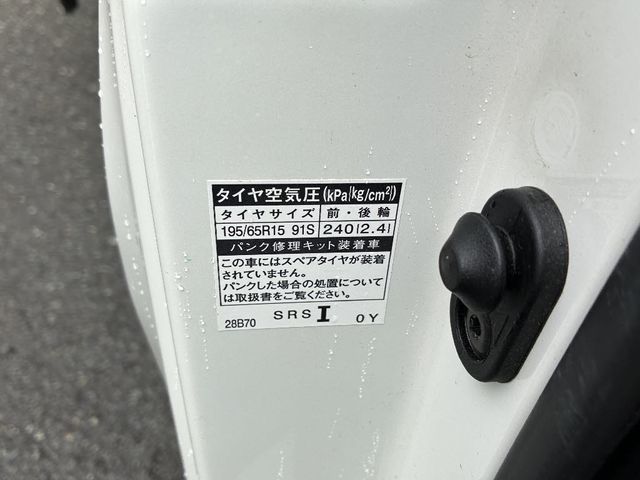 タイヤ空気圧(kPa{kg/cm²})
タイヤサイズ 前・後輪
195/65R15 91S 240{2.4}
パンク修理キット装着車
この車にはスペアタイヤが装着
されていません。
パンクした場合の処置について
は取扱書をご覧ください。
28B70 SRS I 0Y